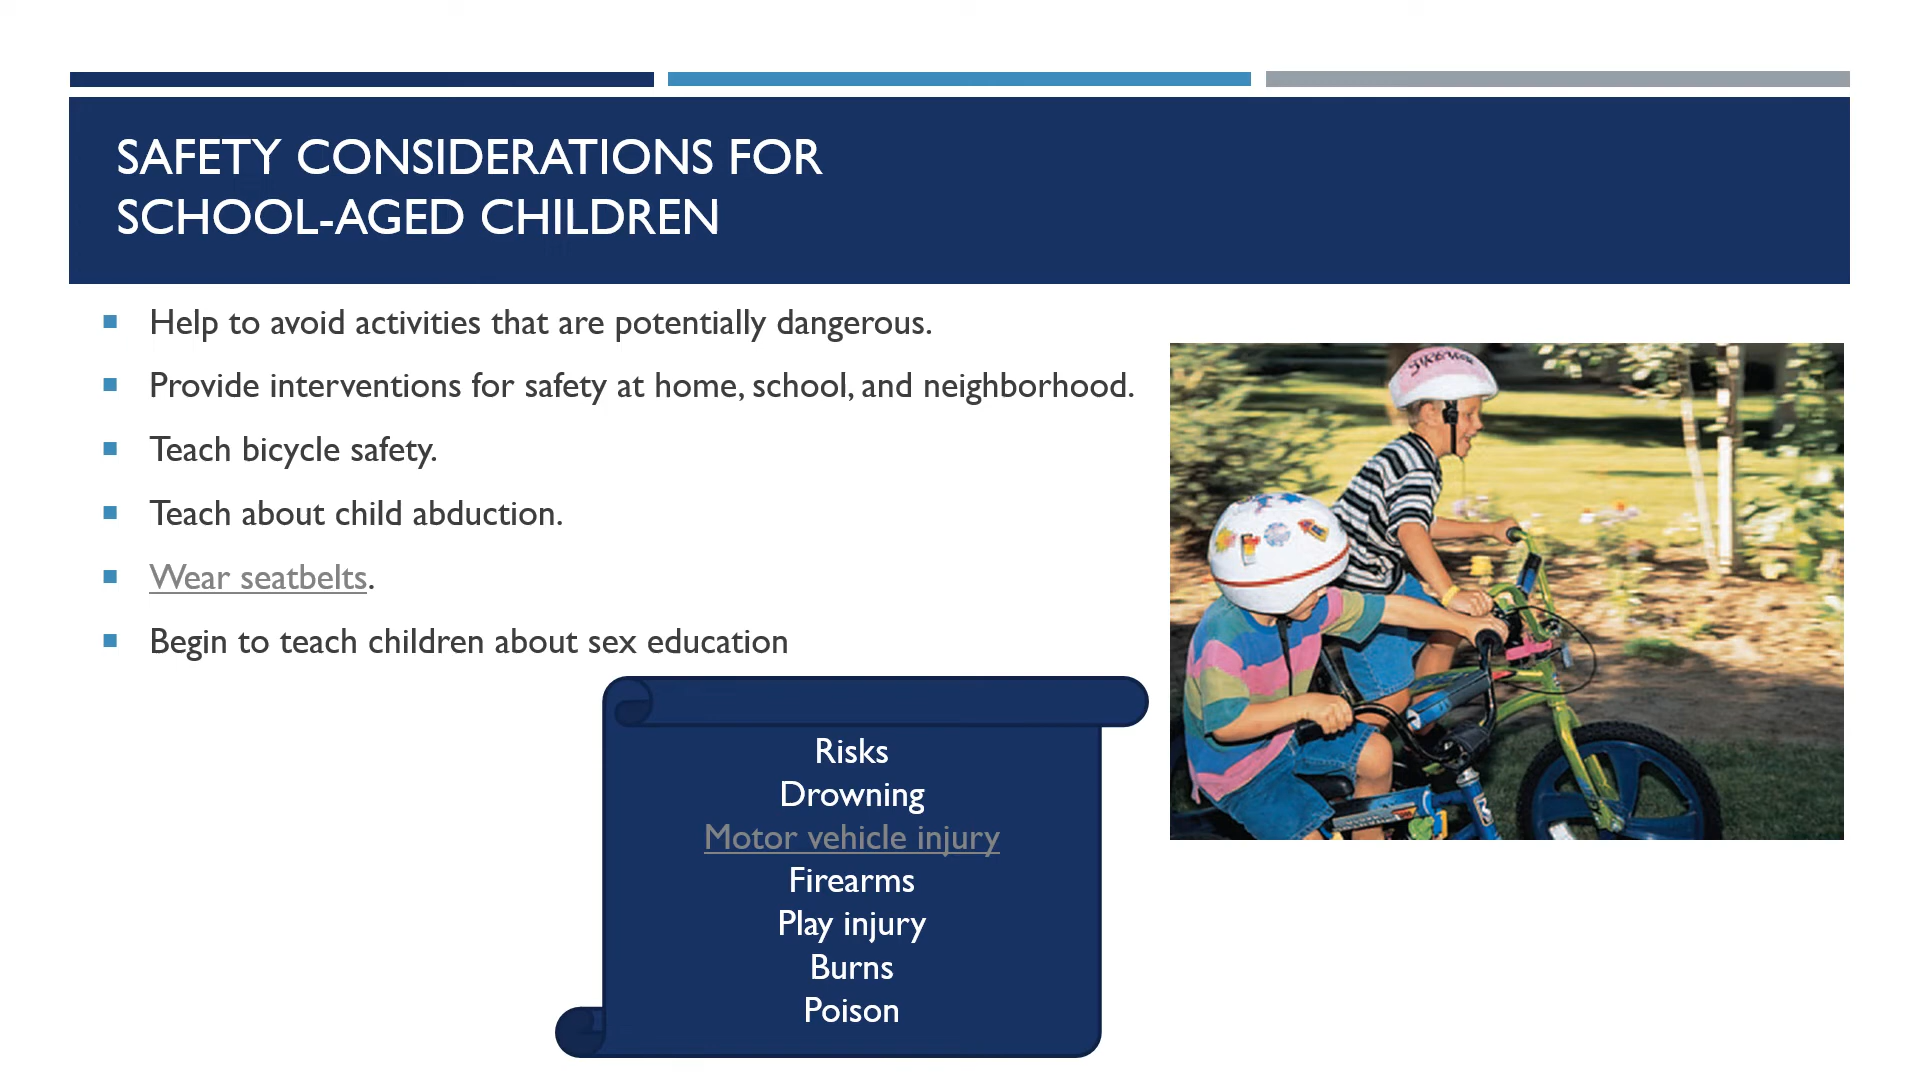 SAFETY CONSIDERATIONS FOR
SCHOOL-AGED CHILDREN
Help to avoid activities that are potentially dangerous.
Provide interventions for safety at home, school, and neighborhood.
Teach bicycle safety.
Teach about child abduction.
Wear seatbelts.
Begin to teach children about sex education
Risks
Drowning
Motor vehicle injury
Firearms
Play injury
Burns
Poison